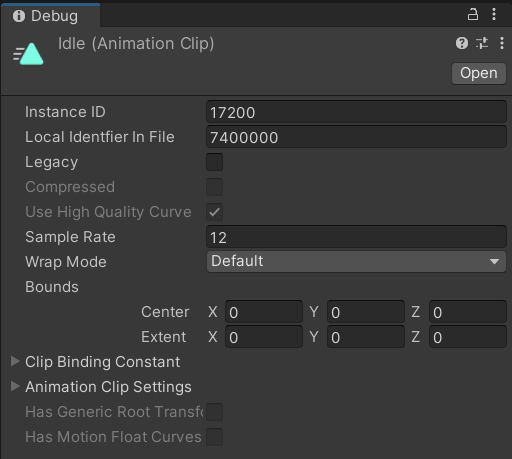 Debug
Idle (Animation Clip)
Open
Instance ID 17200
Local Identfier In File 7400000
Legacy
Compressed
Use High Quality Curve
Sample Rate 12
Wrap Mode Default
Bounds
Center X 0 Y 0 Z 0
Extent X 0 Y 0 Z 0
Clip Binding Constant
Animation Clip Settings
Has Generic Root Transfo
Has Motion Float Curves